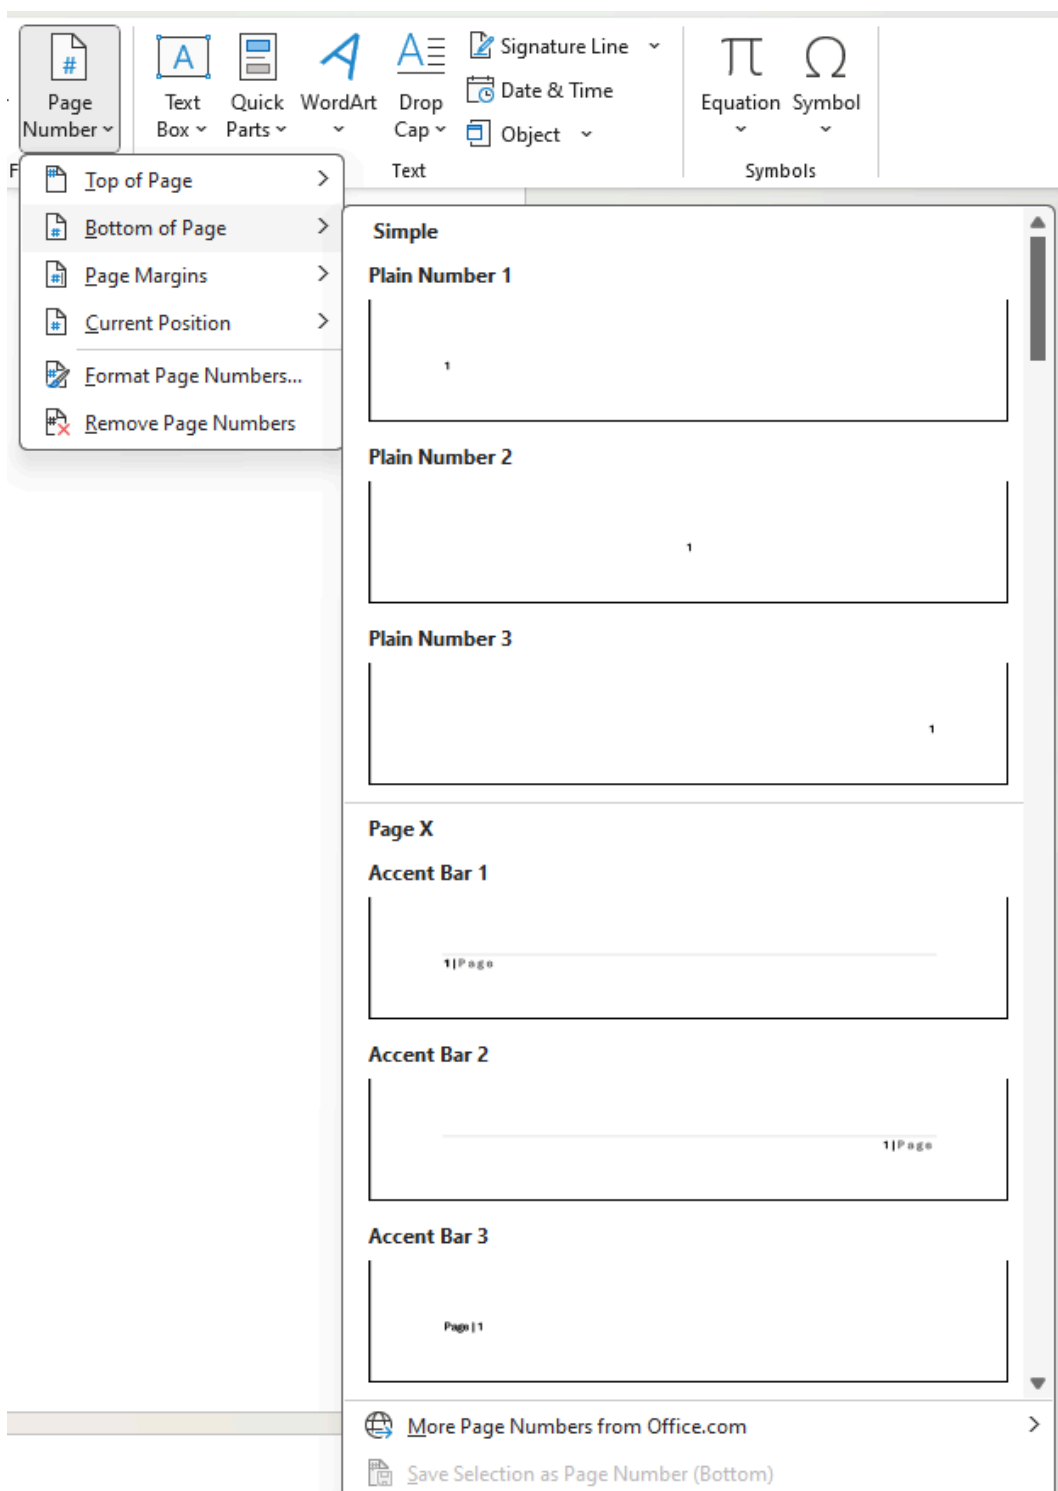 Page
Number
Text
Box
Quick
Parts
WordArt
Drop
Cap
Signature Line
Date & Time
Object
Equation
Symbol
Text
Symbols
Top of Page
Bottom of Page
Page Margins
Current Position
Format Page Numbers...
Remove Page Numbers
Simple
Plain Number 1
1
Plain Number 2
1
Plain Number 3
1
Page X
Accent Bar 1
1|Page
Accent Bar 2
1|Page
Accent Bar 3
Page|1
More Page Numbers from Office.com
Save Selection as Page Number (Bottom)